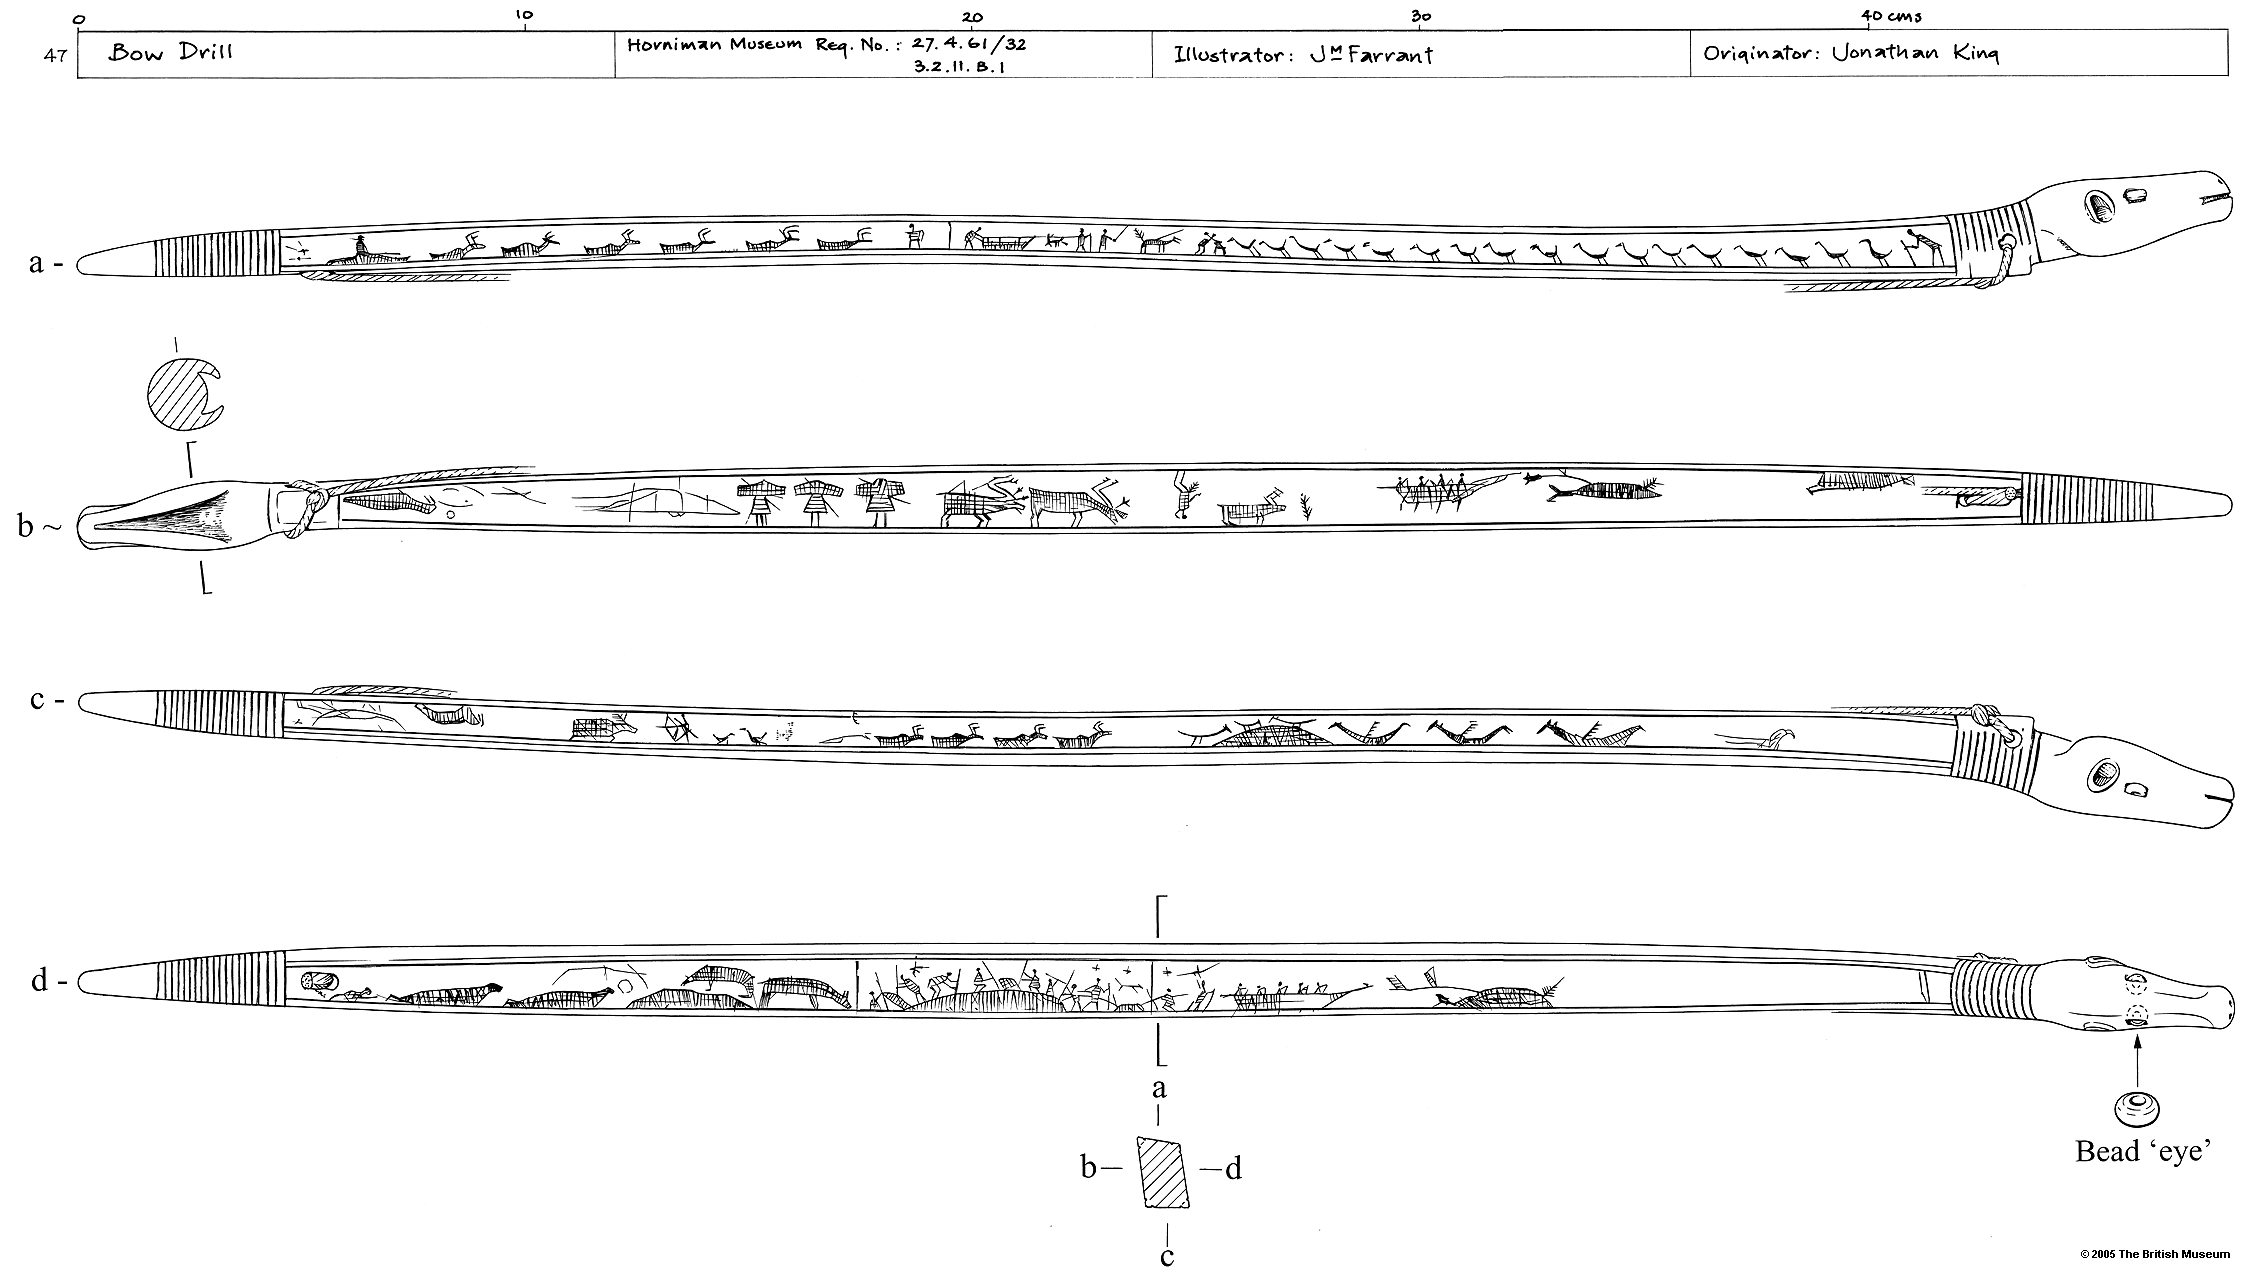 0 10 20 30 40 cms
47 Bow Drill Horniman Museum Reg. No.: 27.4.61/32 Illustrator: JM Farrant Originator: Jonathan King
3.2.11.B.1
a -
b ~
c -
d -
a
b— —d
c
Bead ‘eye’
© 2005 The British Museum